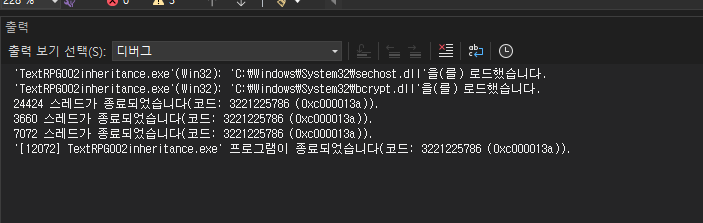 228 %
0
3
출력
출력 보기 선택(S): 디버그
'TextRPG002inheritance.exe'(Win32): 'C:₩Windows₩System32₩sechost.dll'을(를) 로드했습니다.
'TextRPG002inheritance.exe'(Win32): 'C:₩Windows₩System32₩bcrypt.dll'을(를) 로드했습니다.
24424 스레드가 종료되었습니다(코드: 3221225786 (0xc000013a)).
3660 스레드가 종료되었습니다(코드: 3221225786 (0xc000013a)).
7072 스레드가 종료되었습니다(코드: 3221225786 (0xc000013a)).
'[12072] TextRPG002inheritance.exe' 프로그램이 종료되었습니다(코드: 3221225786 (0xc000013a)).